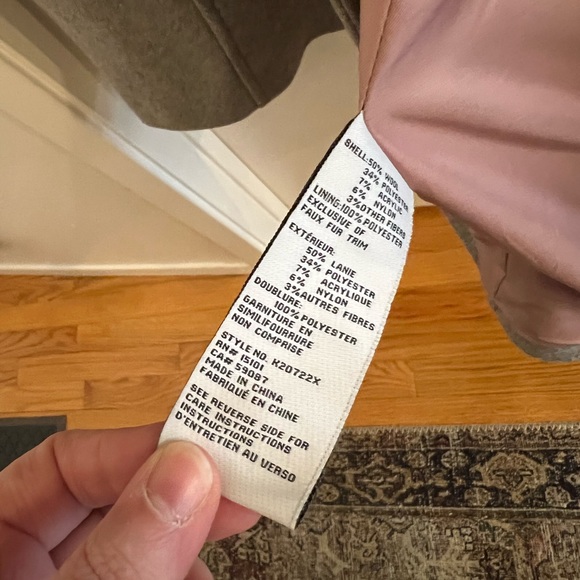 SHELL:50% WOOL
34% POLYESTER
7% ACRYLIC
6% NYLON
3%OTHER FIBERS
LINING:100%POLYESTER
EXCLUSIVE OF
FAUX FUR TRIM
EXTÉRIEUR:
50% LANIE
34% POLYESTER
7% ACRYLIQUE
6% NYLON
3%AUTRES FIBRES
DOUBLURE:
100%POLYESTER
GARNITURE EN
SIMILIFOURRURE
NON COMPRISE
STYLE NO. K20722X
RN# 15101
CA# 59087
MADE IN CHINA
FABRIQUÉ EN CHINE
SEE REVERSE SIDE FOR
CARE INSTRUCTIONS
INSTRUCTIONS
D'ENTRETIEN AU VERSO